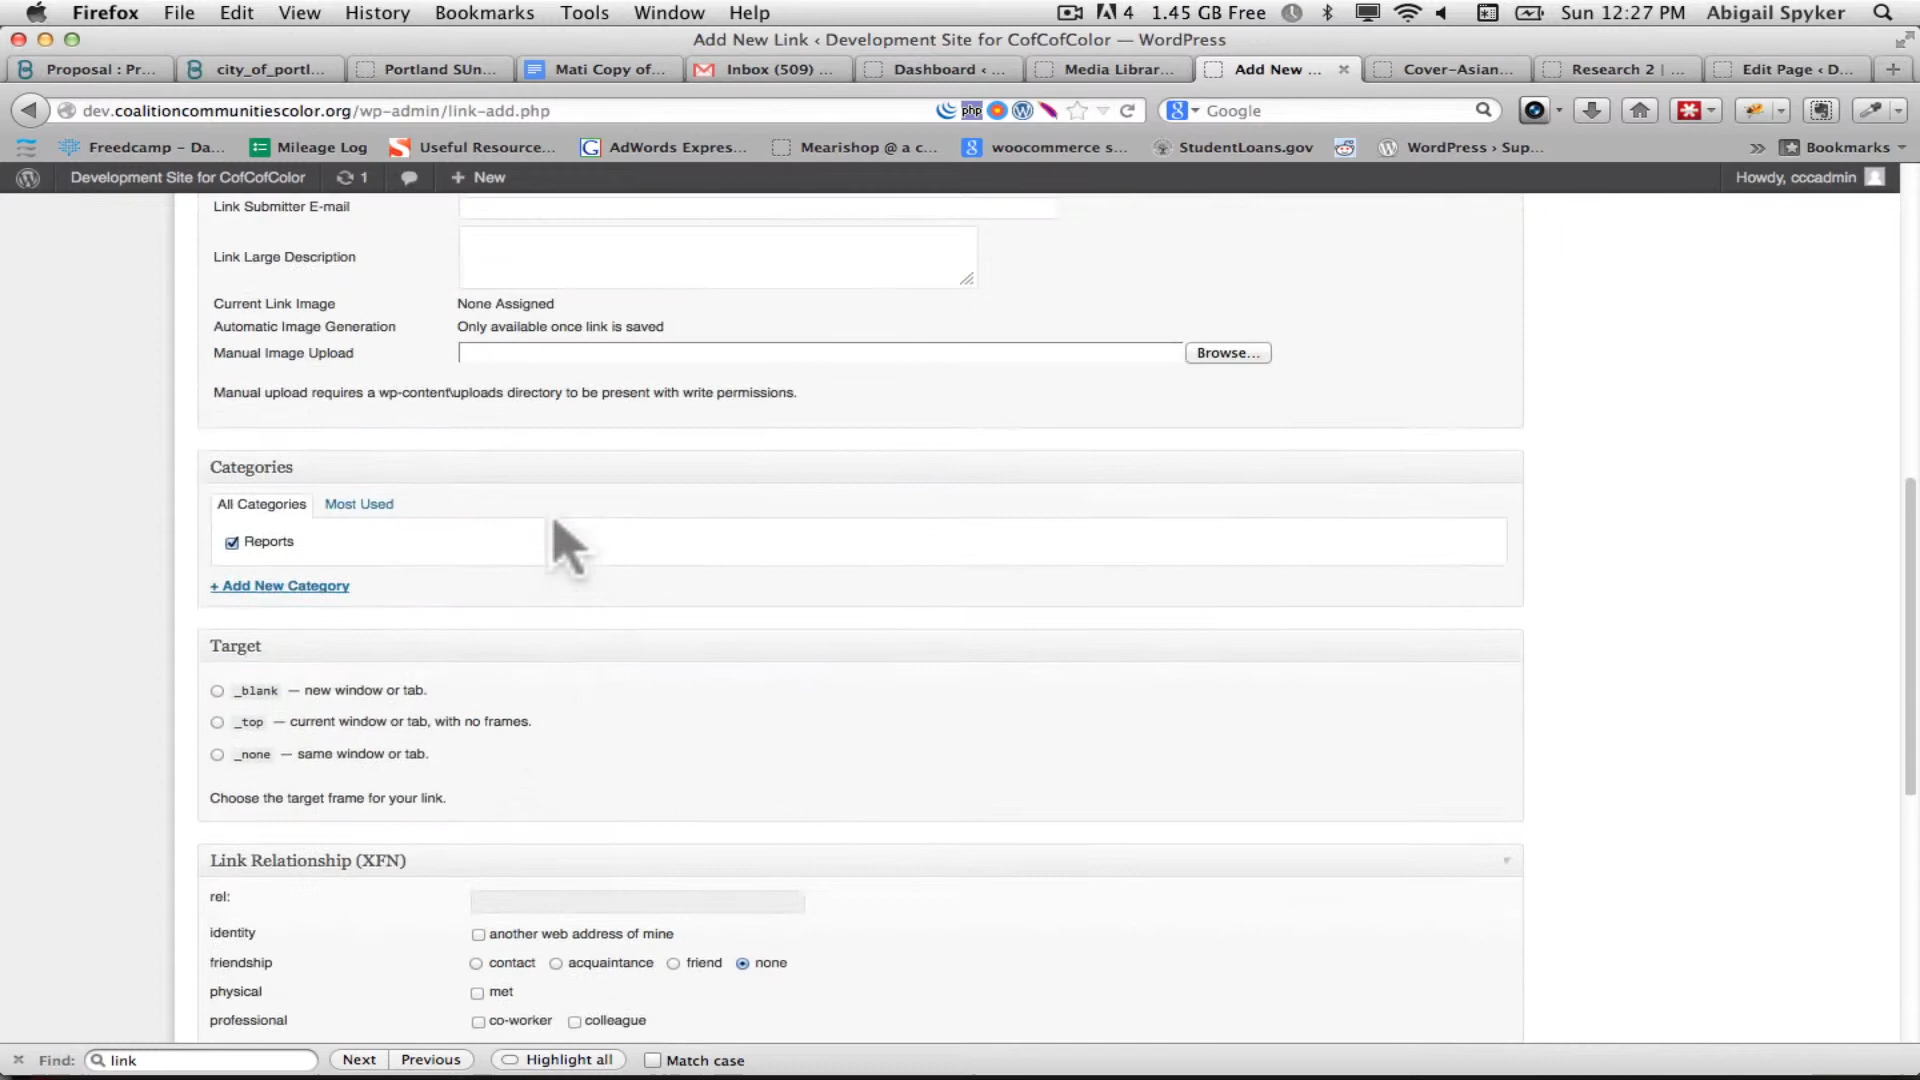 Firefox File Edit View History Bookmarks Tools Window Help 4 1.45 GB Free Sun 12:27 PM Abigail Spyker
Add New Link ‹ Development Site for CofCofColor — WordPress
Proposal : Pr... city_of_portl... Portland SUn... Mati Copy of... Inbox (509) ... Dashboard ‹ ... Media Librar... Add New ... Cover-Asian... Research 2 | ... Edit Page ‹ D...
dev.coalitioncommunitiescolor.org/wp-admin/link-add.php php Google
Freedcamp - Da... Mileage Log Useful Resource... AdWords Expres... Mearishop @ a c... woocommerce s... StudentLoans.gov WordPress › Sup... » Bookmarks
Development Site for CofCofColor 1 + New Howdy, cccadmin
Link Submitter E-mail
Link Large Description
Current Link Image None Assigned
Automatic Image Generation Only available once link is saved
Manual Image Upload Browse...
Manual upload requires a wp-content\uploads directory to be present with write permissions.
Categories
All Categories Most Used
Reports
+ Add New Category
Target
_blank — new window or tab.
_top — current window or tab, with no frames.
_none — same window or tab.
Choose the target frame for your link.
Link Relationship (XFN)
rel:
identity another web address of mine
friendship contact acquaintance friend none
physical met
professional co-worker colleague
Find: link Next Previous Highlight all Match case